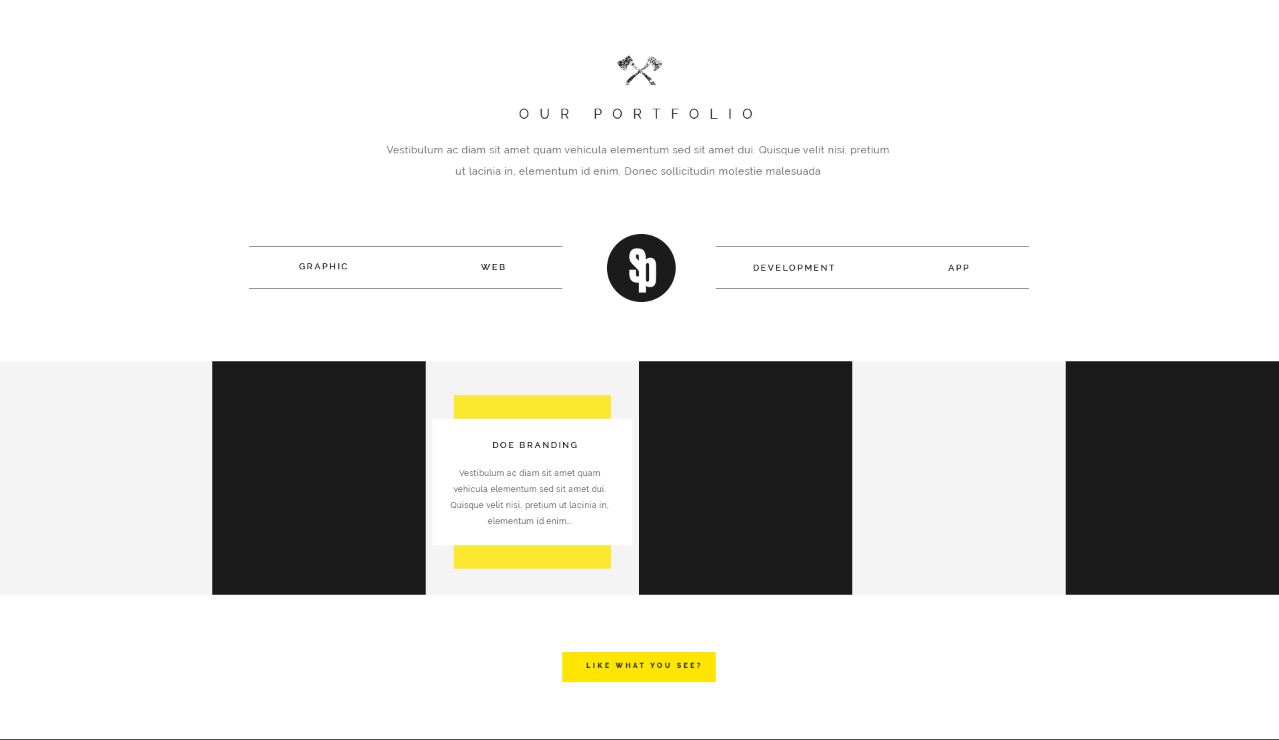 OUR PORTFOLIO
Vestibulum ac diam sit amet quam vehicula elementum sed sit amet dui. Quisque velit nisi, pretium
ut lacinia in, elementum id enim. Donec sollicitudin molestie malesuada
GRAPHIC
WEB
Sp
DEVELOPMENT
APP
DOE BRANDING
Vestibulum ac diam sit amet quam
vehicula elementum sed sit amet dui.
Quisque velit nisi, pretium ut lacinia in,
elementum id enim...
LIKE WHAT YOU SEE?